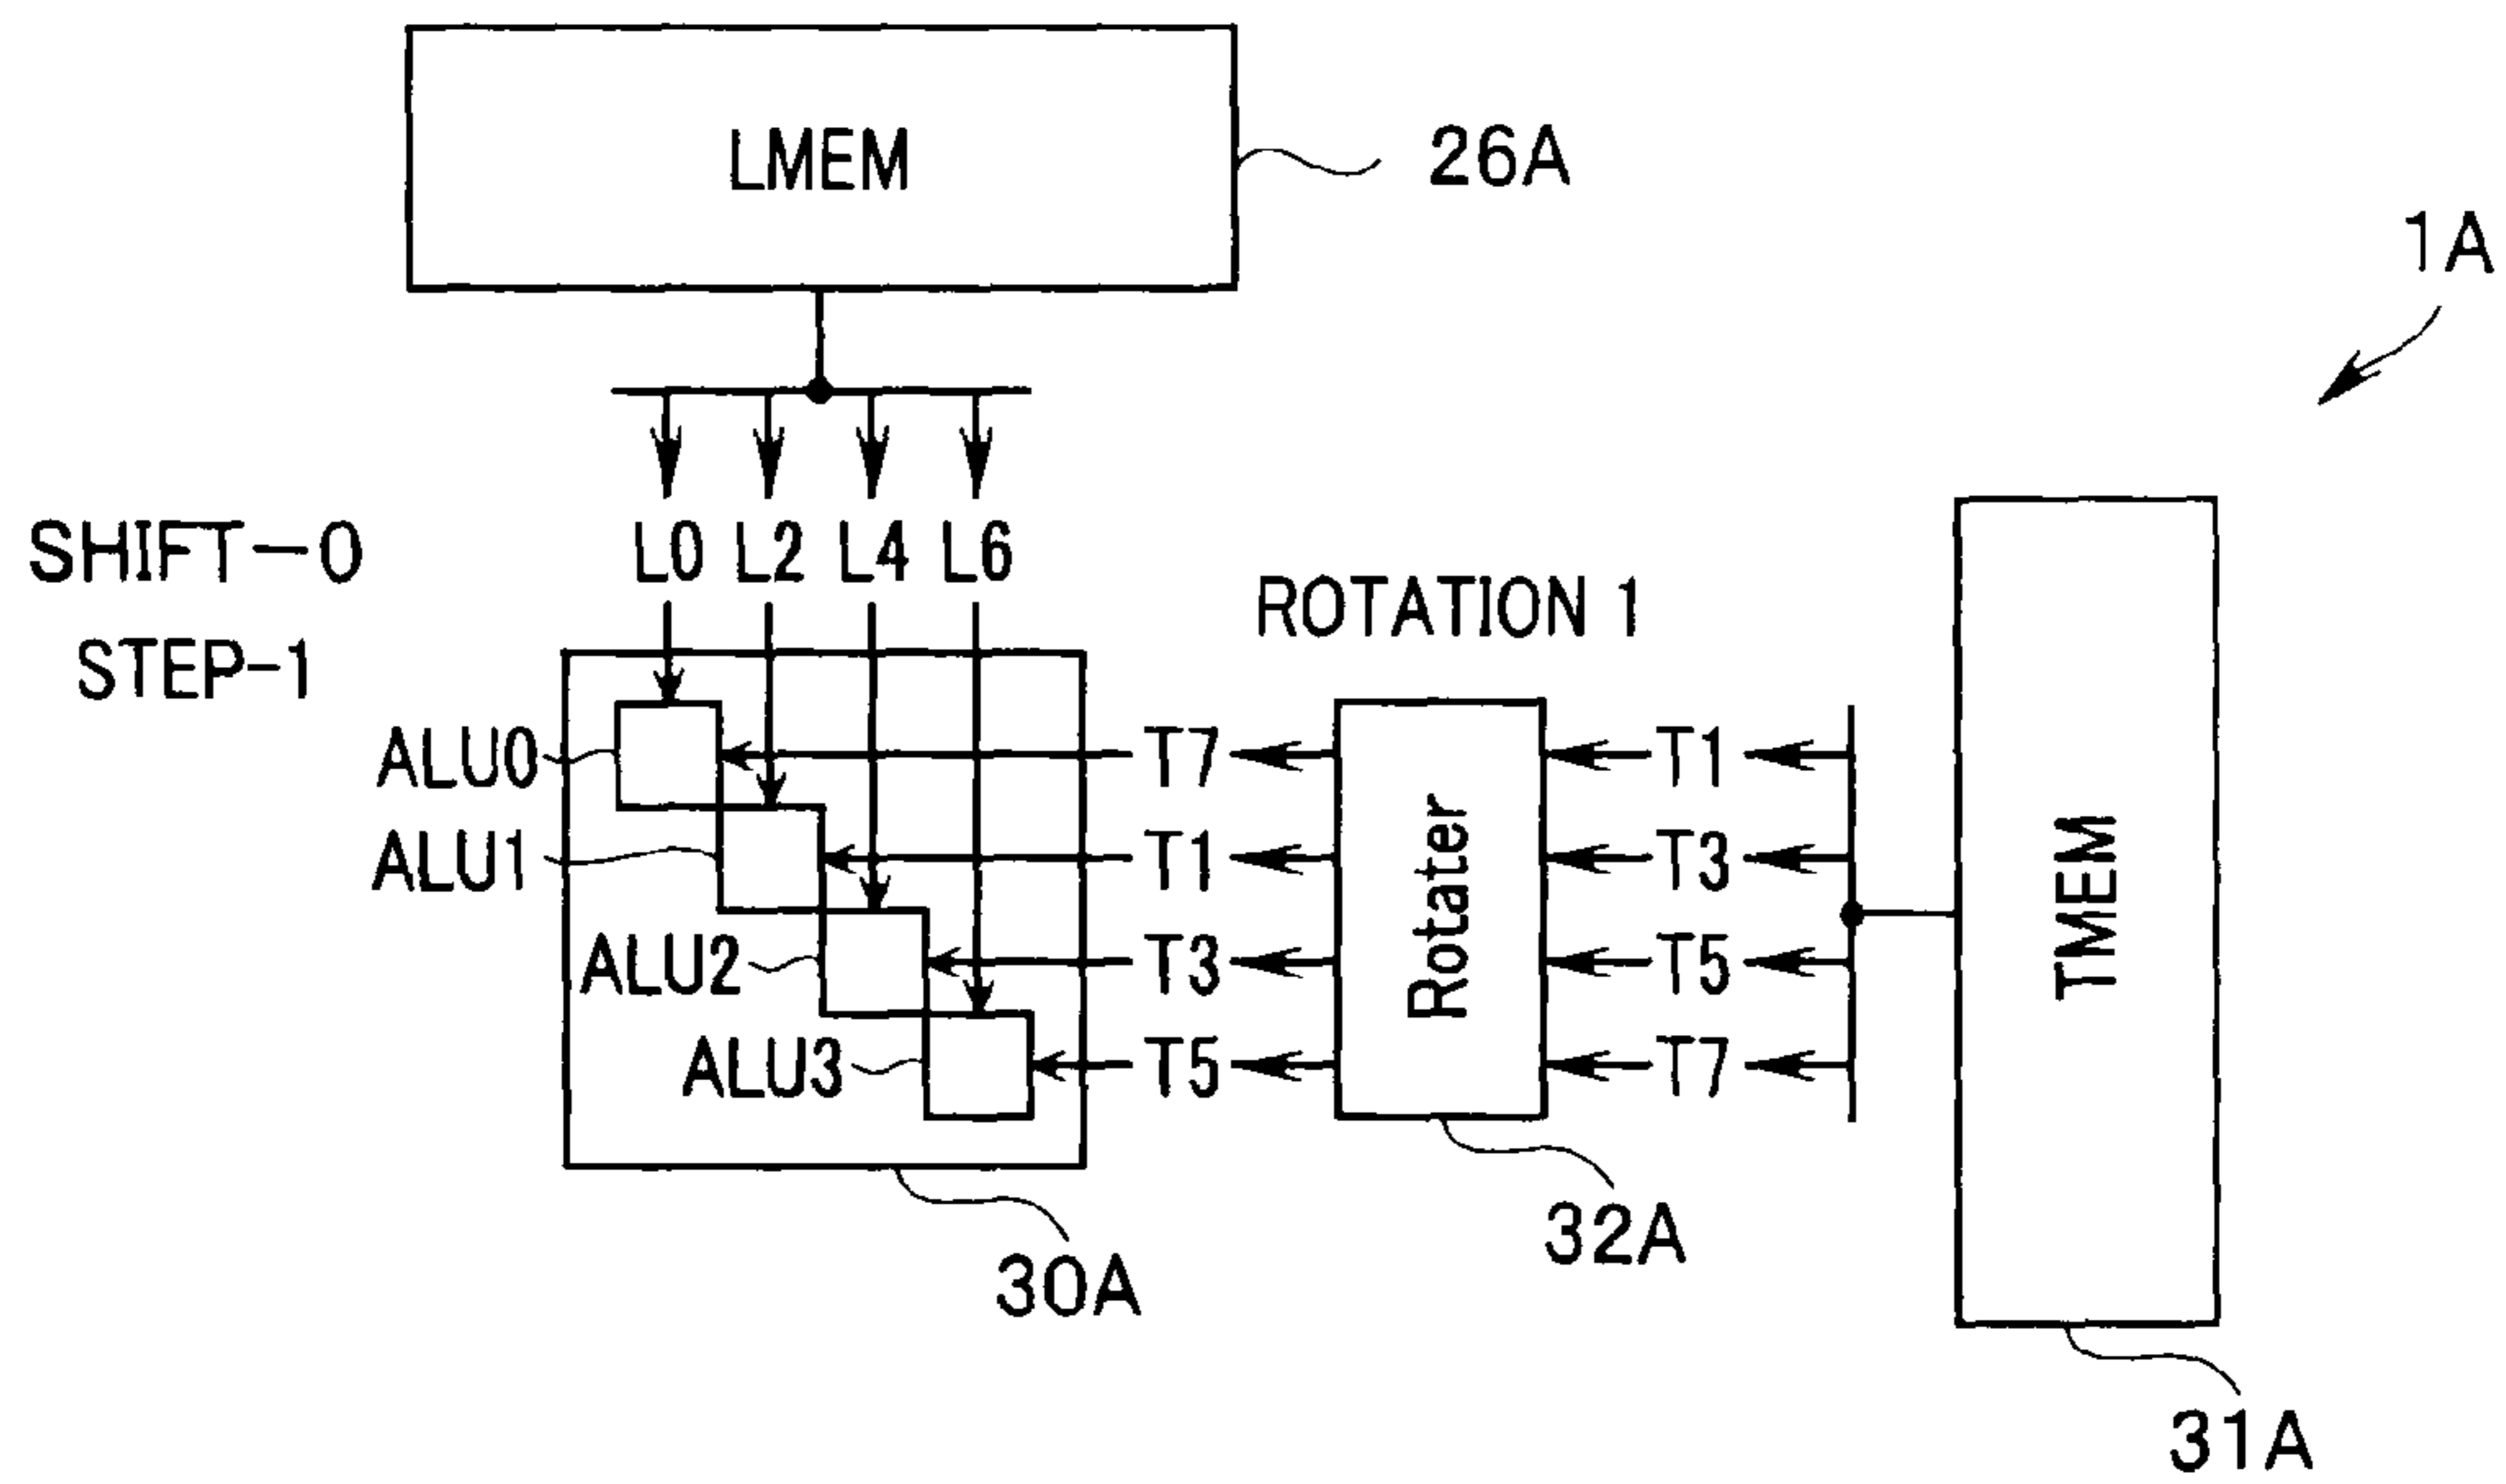 LMEM
26A
1A
SHIFT-0
STEP-1
L0 L2 L4 L6
ROTATION 1
ALU0
T7
T1
ALU1
T1
T3
ALU2
T3
T5
ALU3
T5
T7
Rotater
TMEM
30A
32A
31A